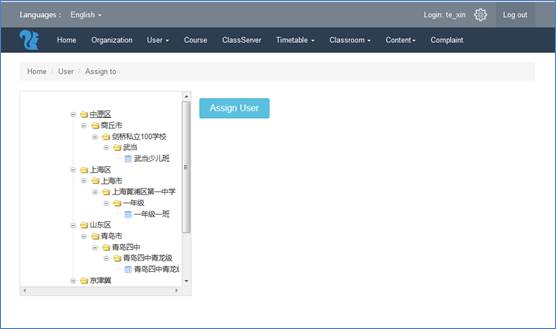 Languages : English Login: te_xin Log out
Home Organization User Course ClassServer Timetable Classroom Content Complaint
Home / User / Assign to
Assign User
中原区
商丘市
剑桥私立100学校
武当
武当少儿班
上海区
上海市
上海黄浦区第一中学
一年级
一年级一班
山东区
青岛市
青岛四中
青岛四中青龙级
青岛四中青龙级
京津冀